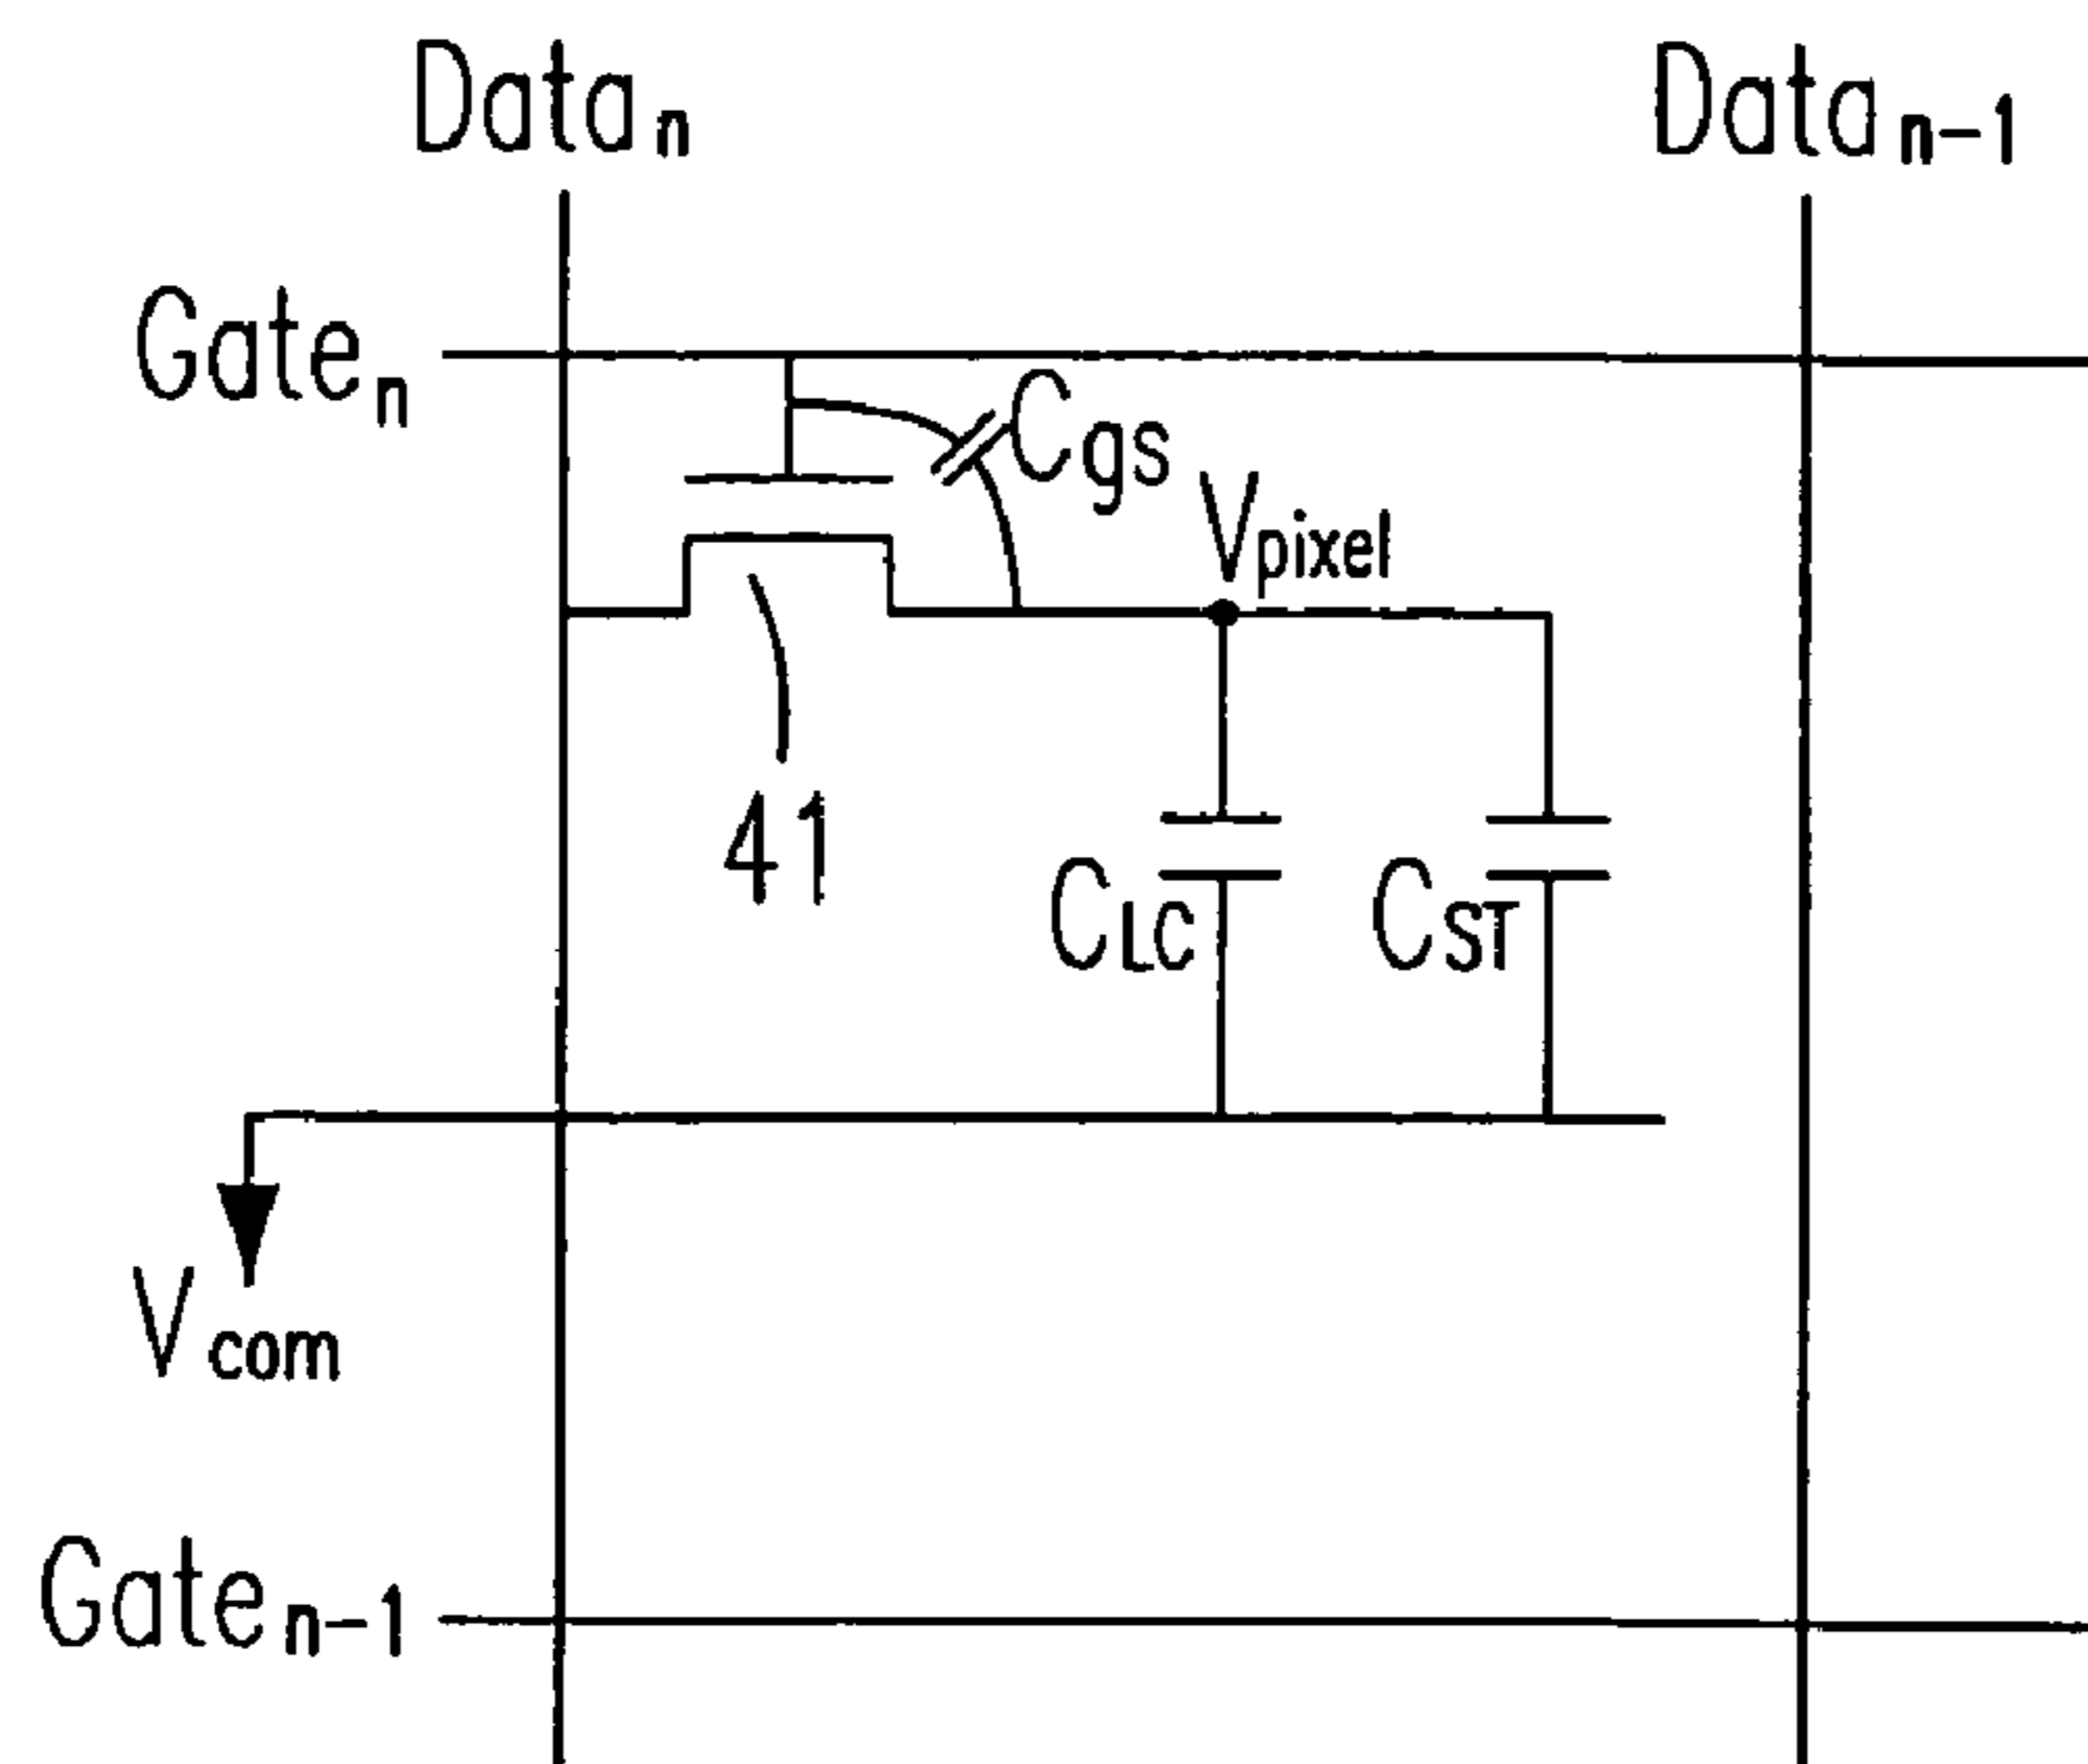 Data n
Data n-1
Gate n
Cgs
Vpixel
41
CLC
CST
Vcom
Gate n-1